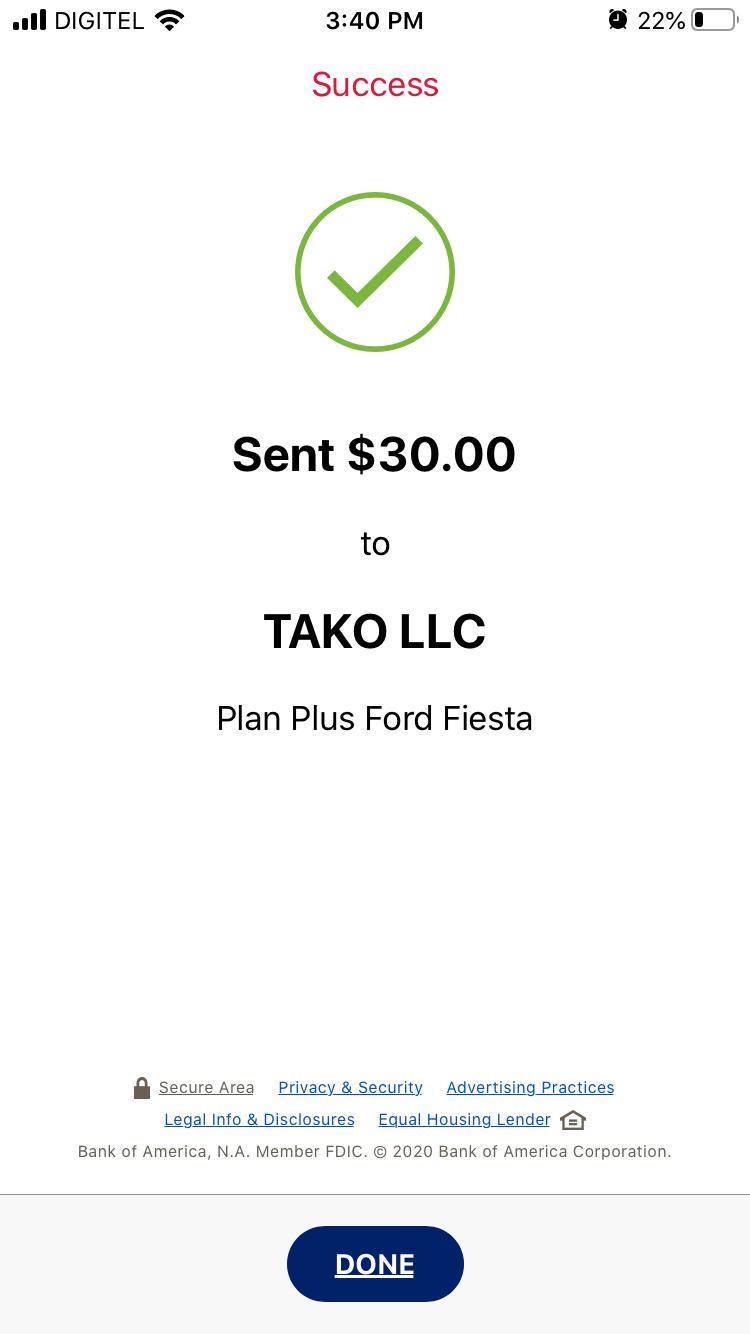 DIGITEL 3:40 PM 22%
Success
Sent $30.00
to
TAKO LLC
Plan Plus Ford Fiesta
Secure Area Privacy & Security Advertising Practices
Legal Info & Disclosures Equal Housing Lender
Bank of America, N.A. Member FDIC. © 2020 Bank of America Corporation.
DONE